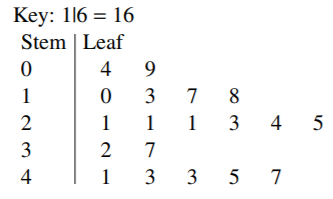 Key: 1|6 = 16
Stem | Leaf
0 | 4 9
1 | 0 3 7 8
2 | 1 1 1 3 4 5
3 | 2 7
4 | 1 3 3 5 7